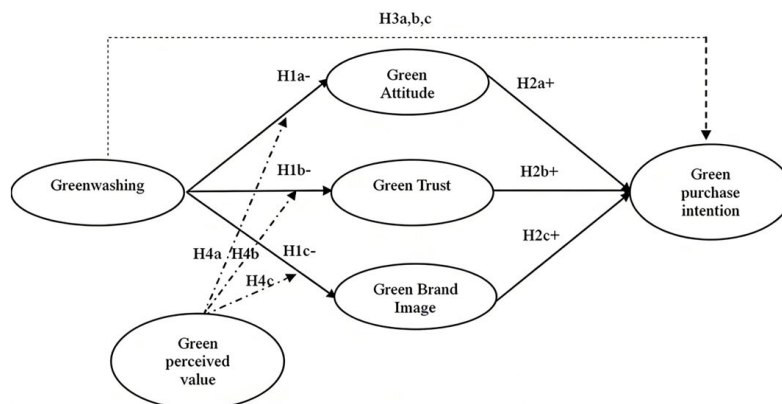 H3a,b,c
H1a-
Green
Attitude
H2a+
Greenwashing
H1b-
Green Trust
H2b+
Green
purchase
intention
H4a
H4b
H1c-
H2c+
H4c
Green Brand
Image
Green
perceived
value